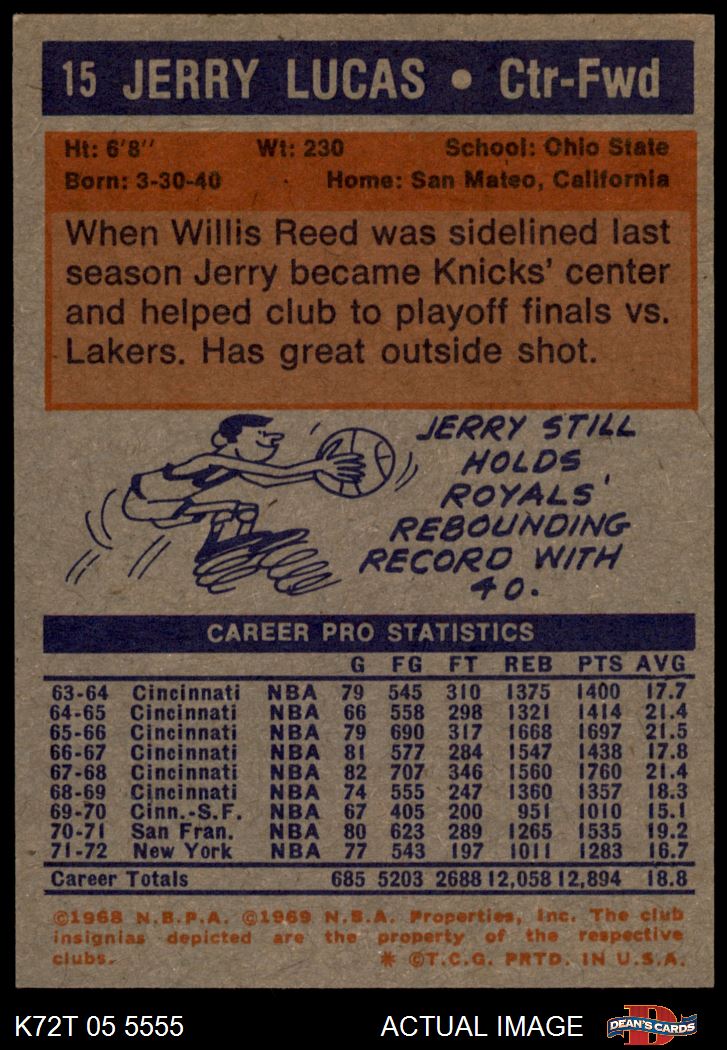 15 JERRY LUCAS • Ctr-Fwd
Ht: 6'8'' Wt: 230 School: Ohio State
Born: 3-30-40 Home: San Mateo, California
When Willis Reed was sidelined last
season Jerry became Knicks' center
and helped club to playoff finals vs.
Lakers. Has great outside shot.
JERRY STILL
HOLDS
ROYALS'
REBOUNDING
RECORD WITH
40.
CAREER PRO STATISTICS
G FG FT REB PTS AVG
63-64 Cincinnati NBA 79 545 310 1375 1400 17.7
64-65 Cincinnati NBA 66 558 298 1321 1414 21.4
65-66 Cincinnati NBA 79 690 317 1668 1697 21.5
66-67 Cincinnati NBA 81 577 284 1547 1438 17.8
67-68 Cincinnati NBA 82 707 346 1560 1760 21.4
68-69 Cincinnati NBA 74 555 247 1360 1357 18.3
69-70 Cinn.-S.F. NBA 67 405 200 951 1010 15.1
70-71 San Fran. NBA 80 623 289 1265 1535 19.2
71-72 New York NBA 77 543 197 1011 1283 16.7
Career Totals 685 5203 2688 12,058 12,894 18.8
©1968 N.B.P.A. ©1969 N.B.A. Properties, Inc. The club
insignias depicted are the property of the respective
clubs. * ©T.C.G. PRTD. IN U.S.A.
K72T 05 5555 ACTUAL IMAGE DEAN'S CARDS